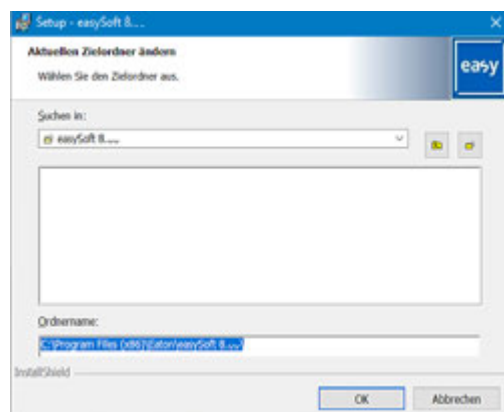 Setup - easySoft 8....
Aktuellen Zielordner ändern
Wählen Sie den Zielordner aus.
easy
Suchen in:
easySoft 8....
Ordnername:
C:\Program Files (x86)\Eaton\easySoft 8....\
InstallShield
OK
Abbrechen